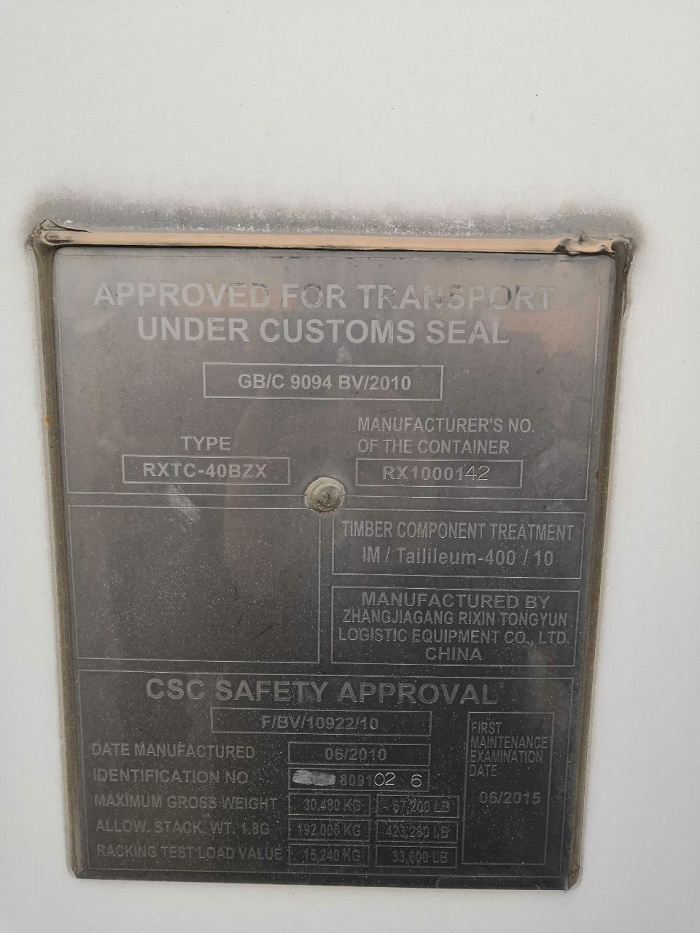 APPROVED FOR TRANSPORT
UNDER CUSTOMS SEAL
GB/C 9094 BV/2010
TYPE
RXTC-40BZX
MANUFACTURER'S NO.
OF THE CONTAINER
RX1000142
TIMBER COMPONENT TREATMENT
IM / Tallileum-400 / 10
MANUFACTURED BY
ZHANGJIAGANG RIXIN TONGYUN
LOGISTIC EQUIPMENT CO., LTD.
CHINA
CSC SAFETY APPROVAL
F/BV/10922/10
DATE MANUFACTURED 06/2010
IDENTIFICATION NO. 809102 6
MAXIMUM GROSS WEIGHT 30,480 KG 67,200 LB
ALLOW. STACK. WT. 1.8G 192,000 KG 423,280 LB
RACKING TEST LOAD VALUE 15,240 KG 33,600 LB
FIRST
MAINTENANCE
EXAMINATION
DATE
06/2015